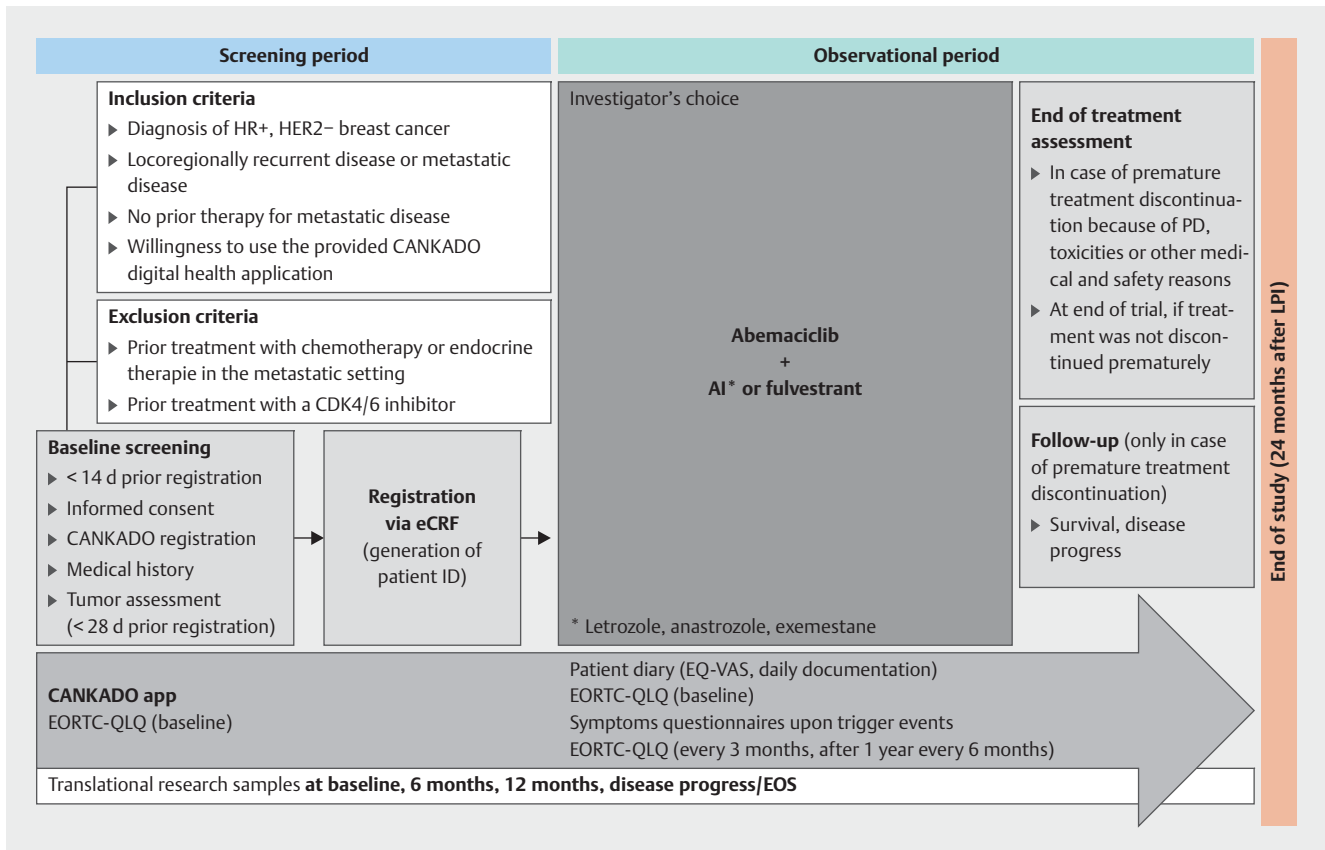 Screening period
Observational period
Inclusion criteria
▶ Diagnosis of HR+, HER2− breast cancer
▶ Locoregionally recurrent disease or metastatic
disease
▶ No prior therapy for metastatic disease
▶ Willingness to use the provided CANKADO
digital health application
Exclusion criteria
▶ Prior treatment with chemotherapy or endocrine
therapie in the metastatic setting
▶ Prior treatment with a CDK4/6 inhibitor
Baseline screening
▶ < 14 d prior registration
▶ Informed consent
▶ CANKADO registration
▶ Medical history
▶ Tumor assessment
(< 28 d prior registration)
Registration
via eCRF
(generation of
patient ID)
Investigator's choice
Abemaciclib
+
AI* or fulvestrant
* Letrozole, anastrozole, exemestane
End of treatment
assessment
▶ In case of premature
treatment discontinua-
tion because of PD,
toxicities or other medi-
cal and safety reasons
▶ At end of trial, if treat-
ment was not discon-
tinued prematurely
Follow-up (only in case
of premature treatment
discontinuation)
▶ Survival, disease
progress
End of study (24 months after LPI)
CANKADO app
EORTC-QLQ (baseline)
Patient diary (EQ-VAS, daily documentation)
EORTC-QLQ (baseline)
Symptoms questionnaires upon trigger events
EORTC-QLQ (every 3 months, after 1 year every 6 months)
Translational research samples at baseline, 6 months, 12 months, disease progress/EOS